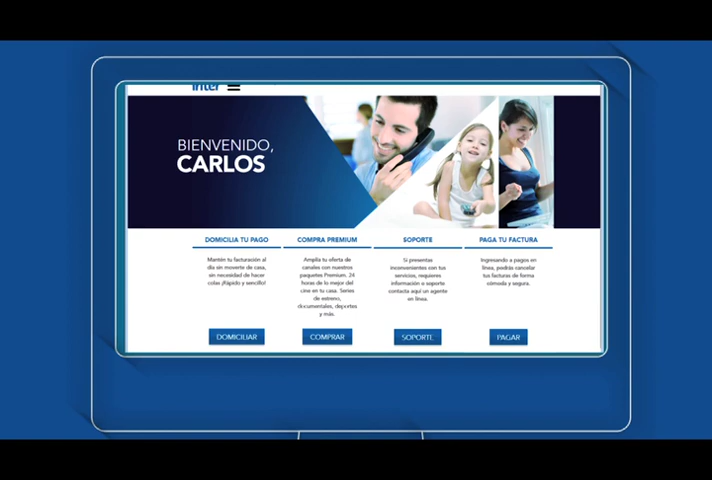 inter
BIENVENIDO,
CARLOS
DOMICILIA TU PAGO
Mantén tu facturación al
día sin moverte de casa,
sin necesidad de hacer
colas ¡Rápido y sencillo!
DOMICILIAR
COMPRA PREMIUM
Amplía tu oferta de
canales con nuestros
paquetes Premium. 24
horas de lo mejor del
cine en tu casa. Series
de estreno,
documentales, deportes
y más.
COMPRAR
SOPORTE
Si presentas
inconvenientes con tus
servicios, requieres
información o soporte
contacta aquí un agente
en línea.
SOPORTE
PAGA TU FACTURA
Ingresando a pagos en
línea, podrás cancelar
tus facturas de forma
cómoda y segura.
PAGAR